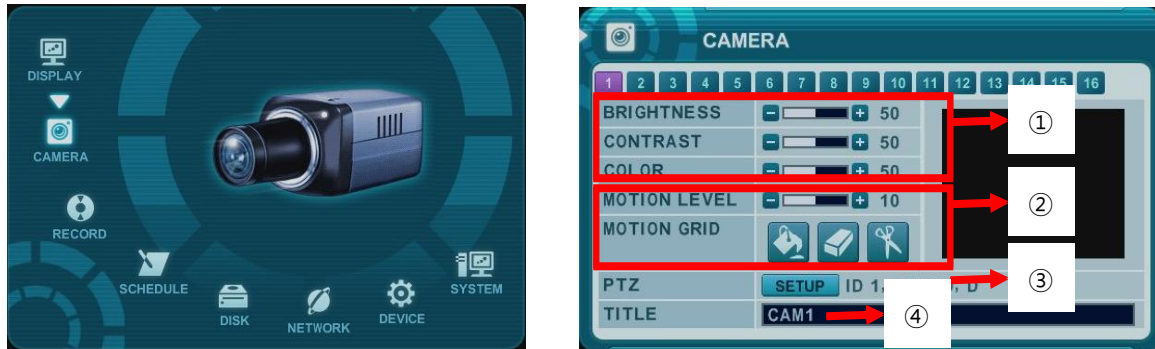 DISPLAY
CAMERA
RECORD
SCHEDULE
DISK
NETWORK
DEVICE
SYSTEM
CAMERA
1 2 3 4 5 6 7 8 9 10 11 12 13 14 15 16
BRIGHTNESS - + 50
CONTRAST - + 50
COLOR - + 50
①
MOTION LEVEL - + 10
②
MOTION GRID
PTZ SETUP ID 1, D
③
TITLE CAM1
④